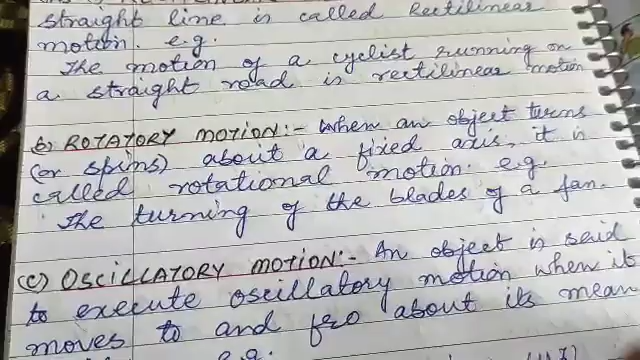 straight line is called Rectilinear
motion. e.g.
The motion of a cyclist running on
a straight road is rectilinear motion
b) ROTATORY MOTION:- When an object turns
(or spins) about a fixed axis, it is
called rotational motion. e.g.
The turning of the blades of a fan.
(c) OSCILLATORY MOTION:- An object is said
to execute oscillatory motion when it
moves to and fro about its mean
e.g.